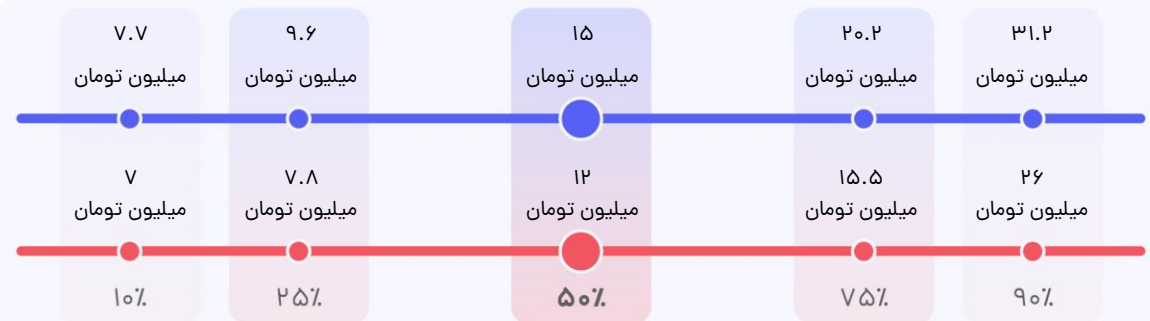 ۷.۷ ۹.۶ ۱۵ ۲۰.۲ ۳۱.۲
میلیون تومان میلیون تومان میلیون تومان میلیون تومان میلیون تومان
۷ ۷.۸ ۱۲ ۱۵.۵ ۲۶
میلیون تومان میلیون تومان میلیون تومان میلیون تومان میلیون تومان
۱۰٪ ۲۵٪ ۵۰٪ ۷۵٪ ۹۰٪